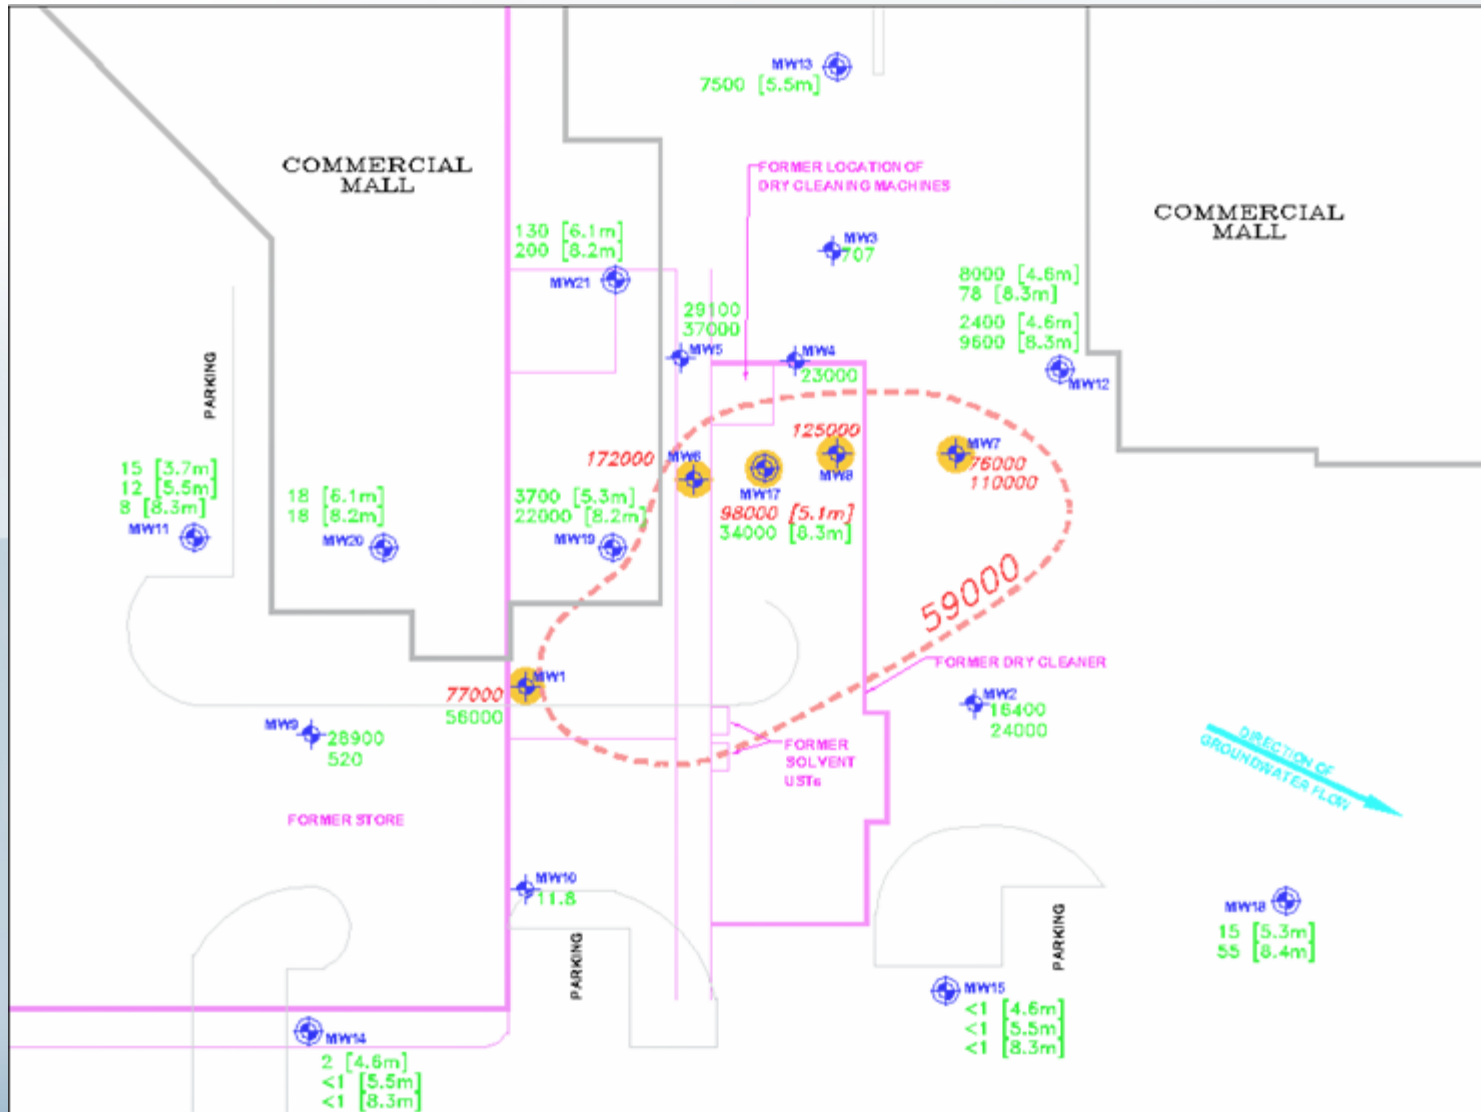 MW13
7500 [5.5m]
COMMERCIAL
MALL
FORMER LOCATION OF
DRY CLEANING MACHINES
COMMERCIAL
MALL
130 [6.1m]
200 [8.2m]
MW21
MW3
707
8000 [4.6m]
78 [8.3m]
2400 [4.6m]
9600 [8.3m]
MW12
29100
37000
MW5
MW4
23000
PARKING
172000
MW6
125000
MW8
MW7
76000
110000
MW17
98000 [5.1m]
34000 [8.3m]
15 [3.7m]
12 [5.5m]
8 [8.3m]
MW11
18 [6.1m]
18 [8.2m]
MW20
3700 [5.3m]
22000 [8.2m]
MW19
59000
FORMER DRY CLEANER
MW1
77000
56000
MW2
16400
24000
MW9
28900
520
FORMER
SOLVENT
USTs
DIRECTION OF
GROUNDWATER FLOW
FORMER STORE
MW10
11.8
PARKING
PARKING
MW18
15 [5.3m]
55 [8.4m]
MW15
<1 [4.6m]
<1 [5.5m]
<1 [8.3m]
MW14
2 [4.6m]
<1 [5.5m]
<1 [8.3m]